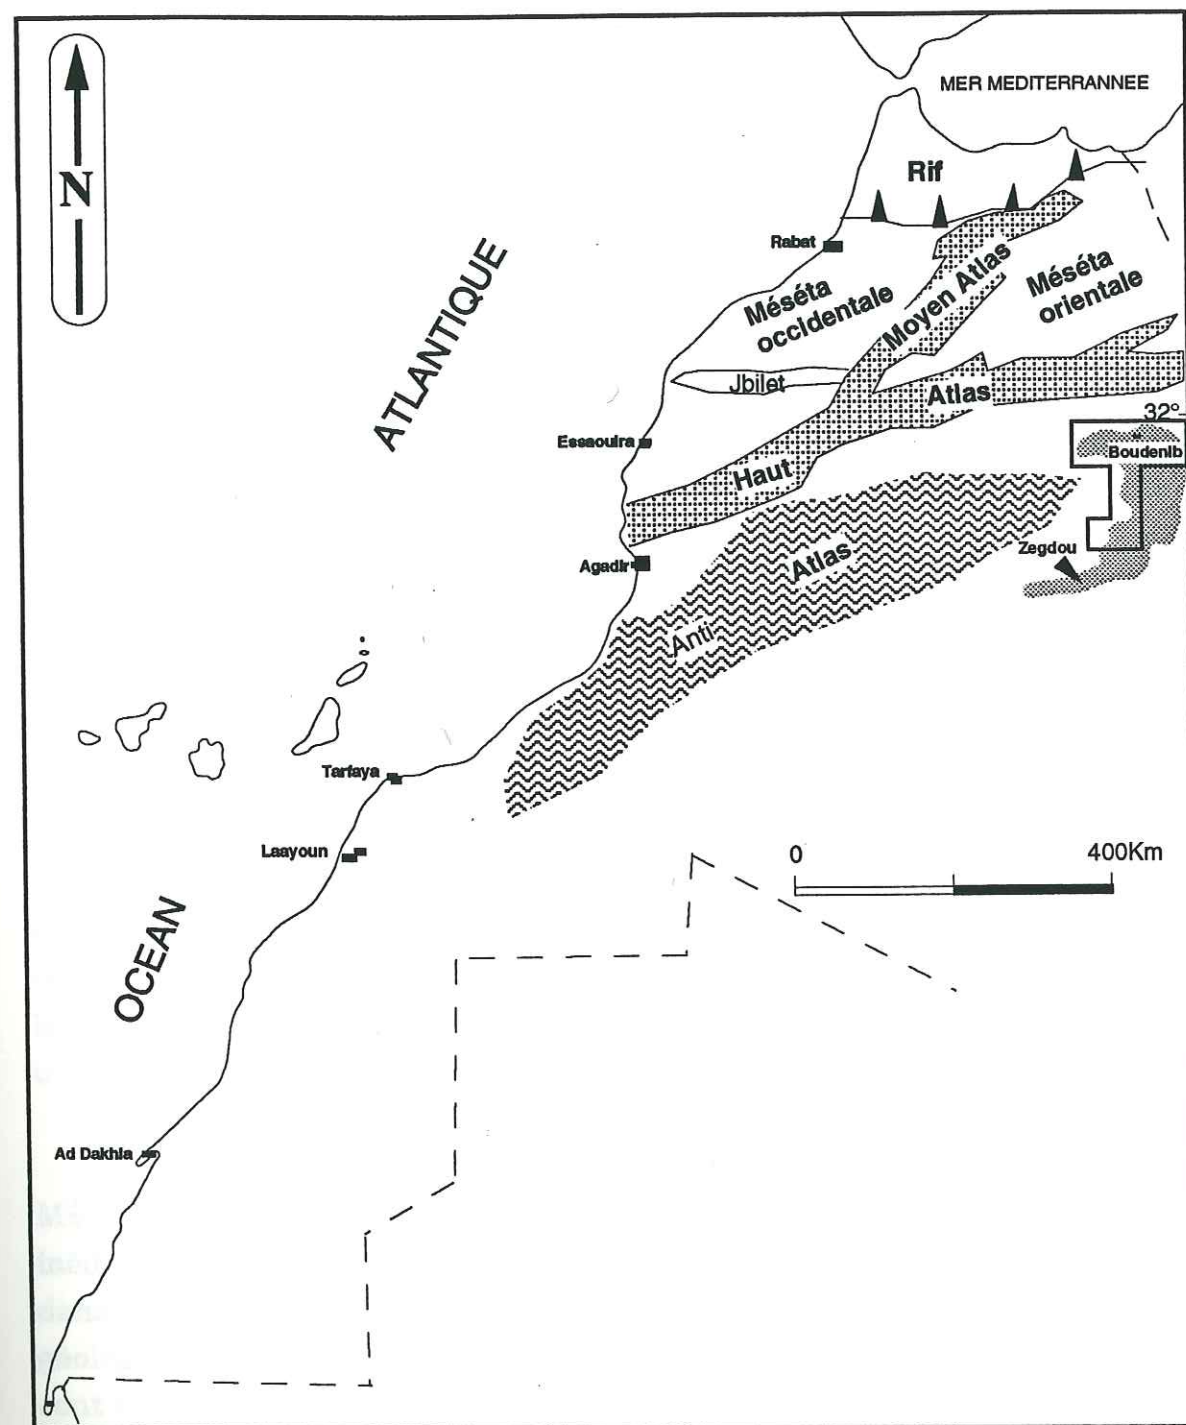 MER MEDITERRANNEE
N
Rif
Rabat
ATLANTIQUE
Méséta
occidentale
Moyen Atlas
Méséta
orientale
Jbilet
Atlas
32°
Essaouira
Boudenib
Haut
Zegdou
Agadir
Atlas
Anti
Tarfaya
Laayoun
0
400Km
OCEAN
Ad Dakhla